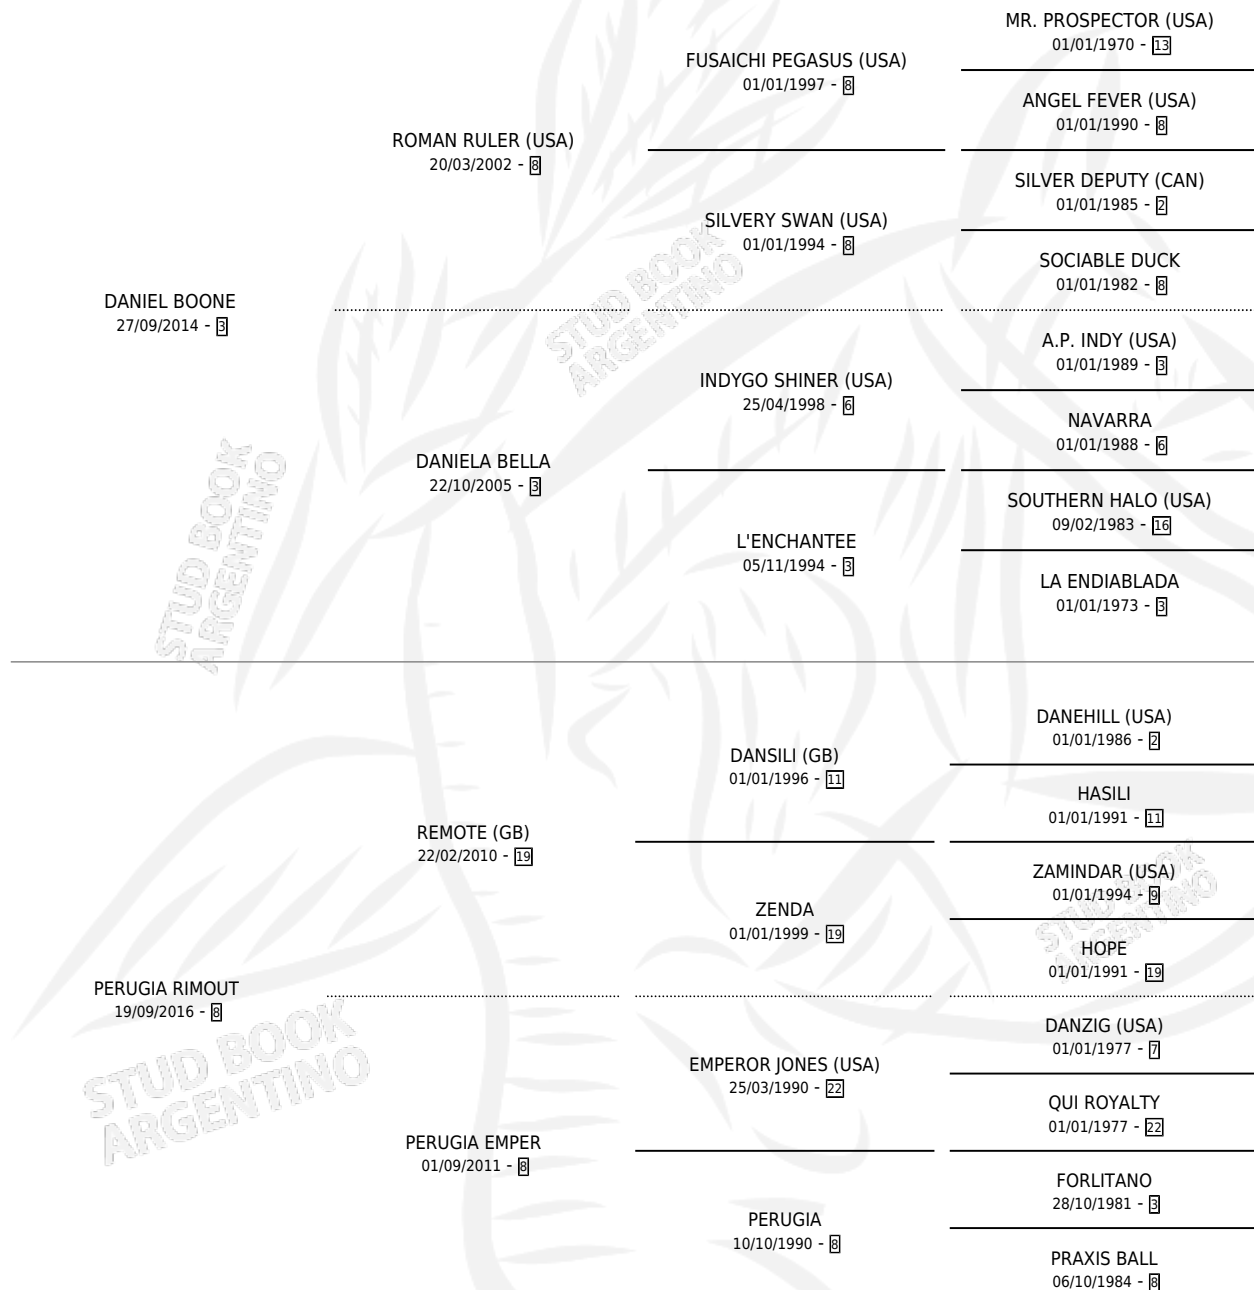 MR. PROSPECTOR (USA)
01/01/1970 - 13
FUSAICHI PEGASUS (USA)
01/01/1997 - 8
ANGEL FEVER (USA)
01/01/1990 - 8
ROMAN RULER (USA)
20/03/2002 - 8
SILVER DEPUTY (CAN)
01/01/1985 - 2
SILVERY SWAN (USA)
01/01/1994 - 8
SOCIABLE DUCK
01/01/1982 - 8
DANIEL BOONE
27/09/2014 - 3
STUD BOOK
ARGENTINO
A.P. INDY (USA)
01/01/1989 - 3
INDYGO SHINER (USA)
25/04/1998 - 6
NAVARRA
01/01/1988 - 6
DANIELA BELLA
22/10/2005 - 3
SOUTHERN HALO (USA)
09/02/1983 - 16
L'ENCHANTEE
05/11/1994 - 3
LA ENDIABLADA
01/01/1973 - 3
STUD BOOK
ARGENTINO
DANEHILL (USA)
01/01/1986 - 2
DANSILI (GB)
01/01/1996 - 11
HASILI
01/01/1991 - 11
REMOTE (GB)
22/02/2010 - 19
ZAMINDAR (USA)
01/01/1994 - 9
ZENDA
01/01/1999 - 19
HOPE
01/01/1991 - 19
STUD BOOK
ARGENTINO
PERUGIA RIMOUT
19/09/2016 - 8
DANZIG (USA)
01/01/1977 - 7
EMPEROR JONES (USA)
25/03/1990 - 22
QUI ROYALTY
01/01/1977 - 22
STUD BOOK
ARGENTINO
PERUGIA EMPER
01/09/2011 - 8
FORLITANO
28/10/1981 - 3
PERUGIA
10/10/1990 - 8
PRAXIS BALL
06/10/1984 - 8